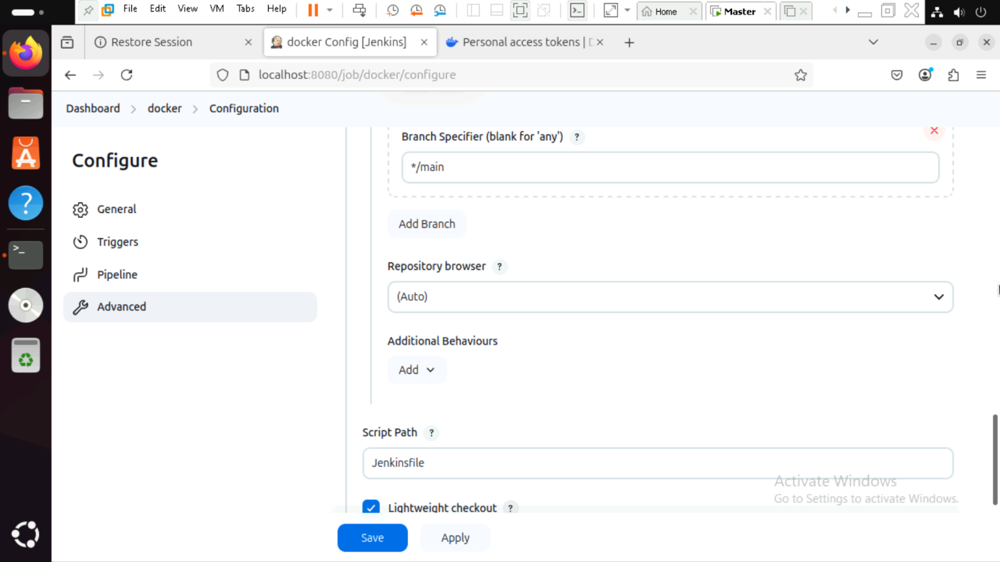 File Edit View VM Tabs Help Home Master
Restore Session docker Config [Jenkins] Personal access tokens | D
localhost:8080/job/docker/configure
Dashboard docker Configuration
Configure
General
Triggers
Pipeline
Advanced
Branch Specifier (blank for 'any') ?
*/main
Add Branch
Repository browser ?
(Auto)
Additional Behaviours
Add
Script Path ?
Jenkinsfile
Lightweight checkout ?
Save Apply
Activate Windows
Go to Settings to activate Windows.